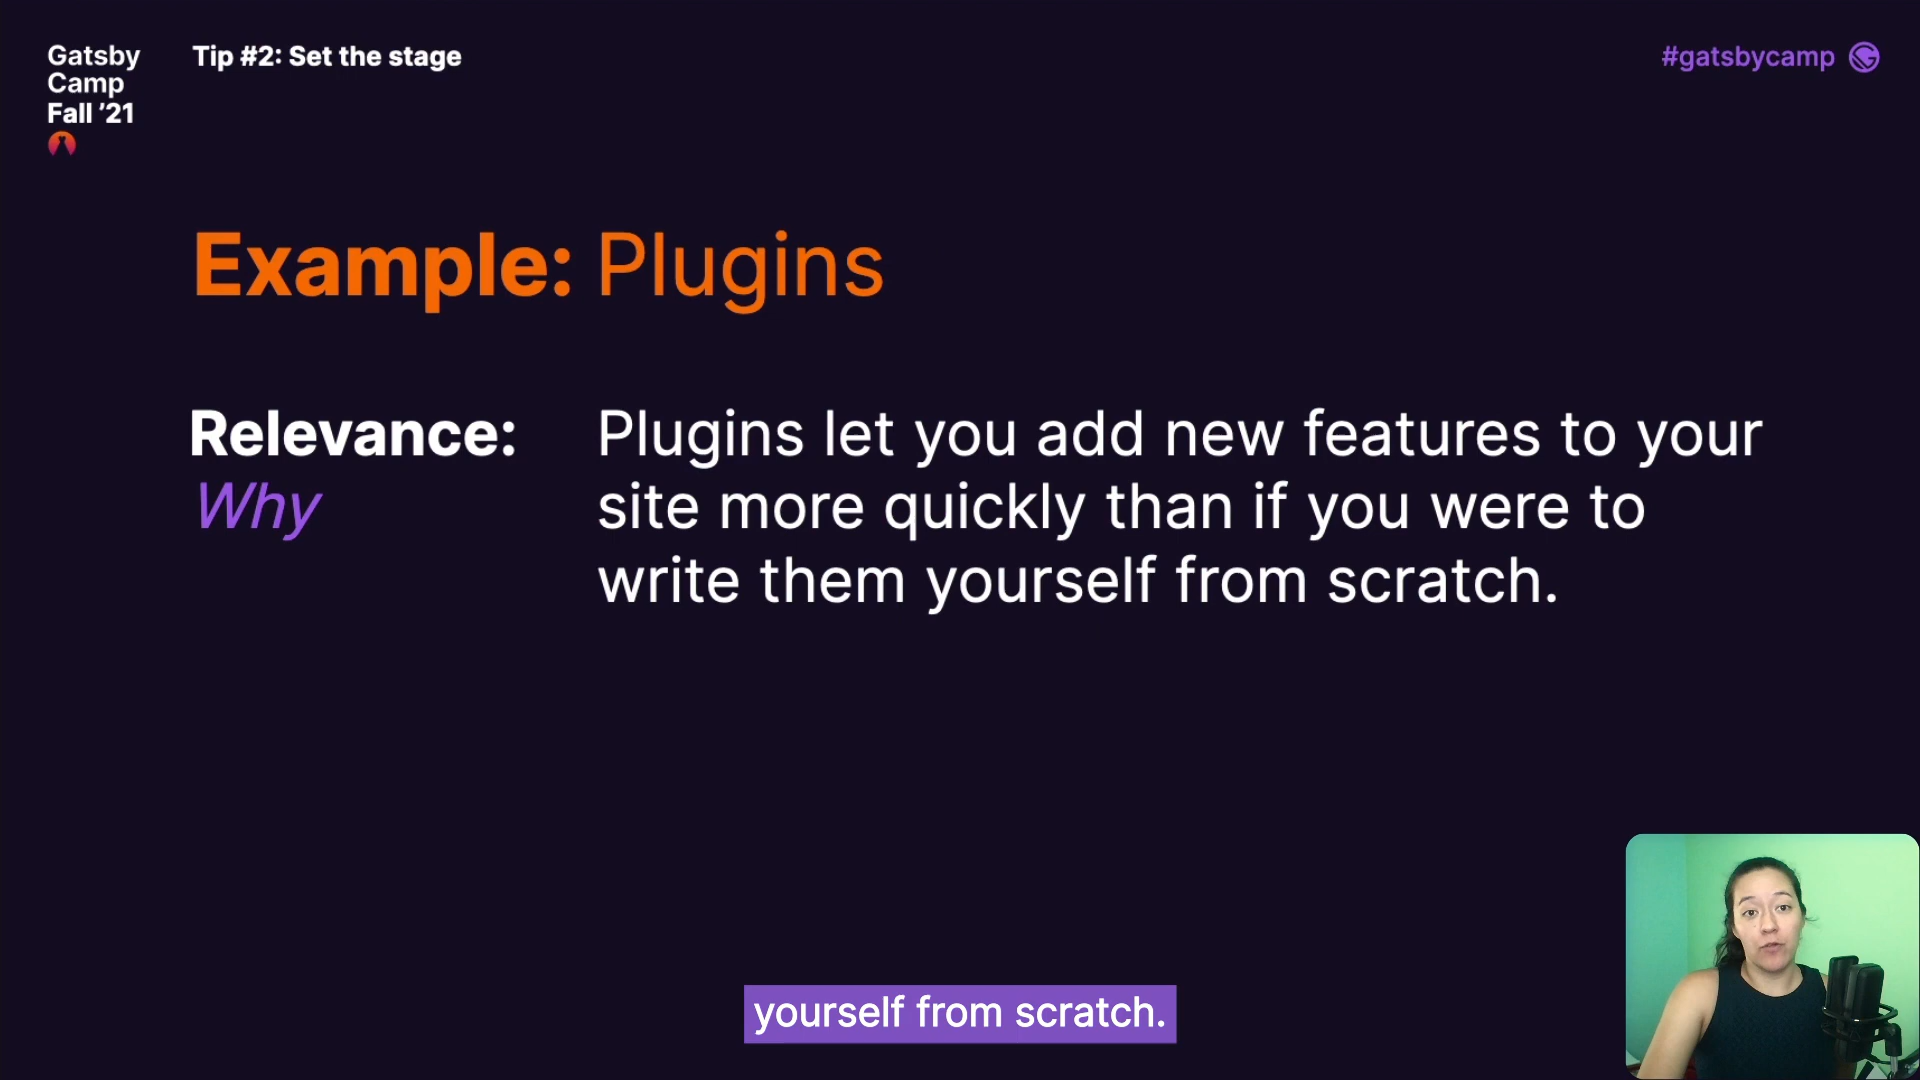 Gatsby
Camp
Fall ’21
Tip #2: Set the stage
#gatsbycamp
Example: Plugins
Relevance:
Why
Plugins let you add new features to your
site more quickly than if you were to
write them yourself from scratch.
yourself from scratch.